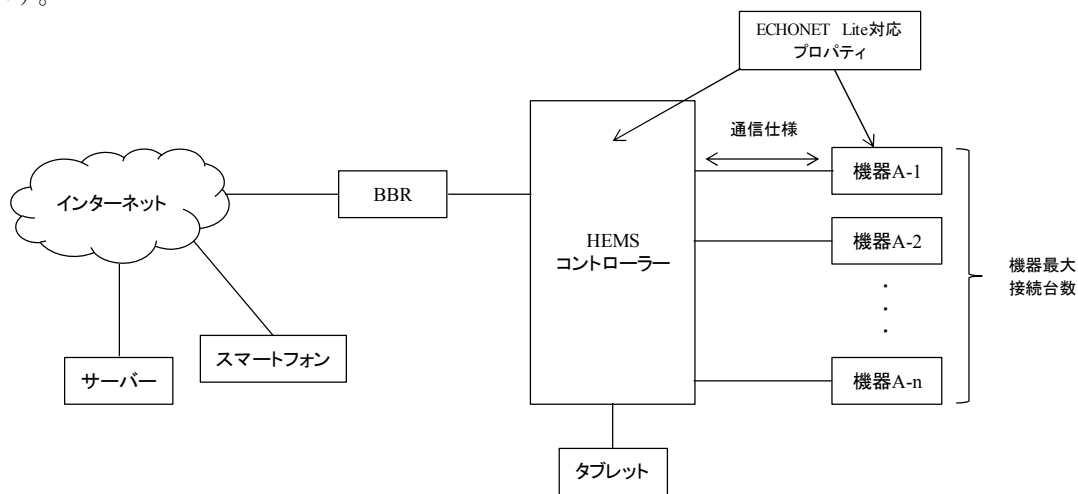 す。
ECHONET Lite対応
プロパティ
通信仕様
機器A-1
インターネット
BBR
HEMS
コントローラー
機器A-2
機器最大
接続台数
・
・
・
サーバー
スマートフォン
機器A-n
タブレット